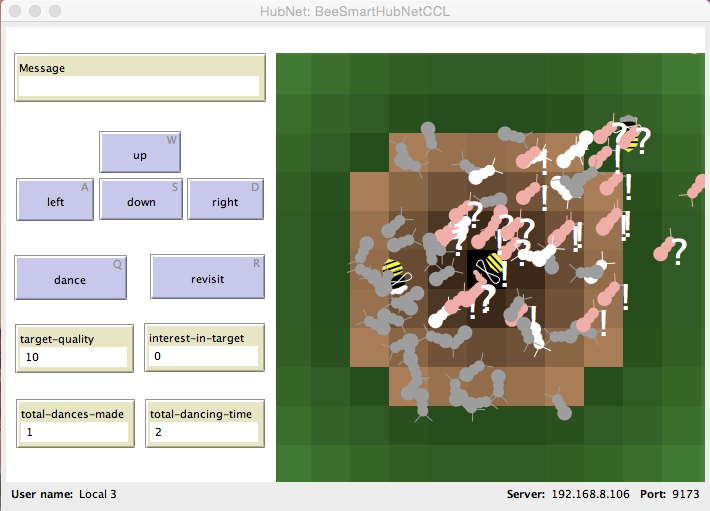 HubNet: BeeSmartHubNetCCL
Message
W
up
A
left
S
down
D
right
Q
dance
R
revisit
target-quality
10
interest-in-target
0
total-dances-made
1
total-dancing-time
2
? ?
!
!
!
? ? ?
? ?
! !
!
?
!
?
!
!
!
User name: Local 3
Server: 192.168.8.106 Port: 9173